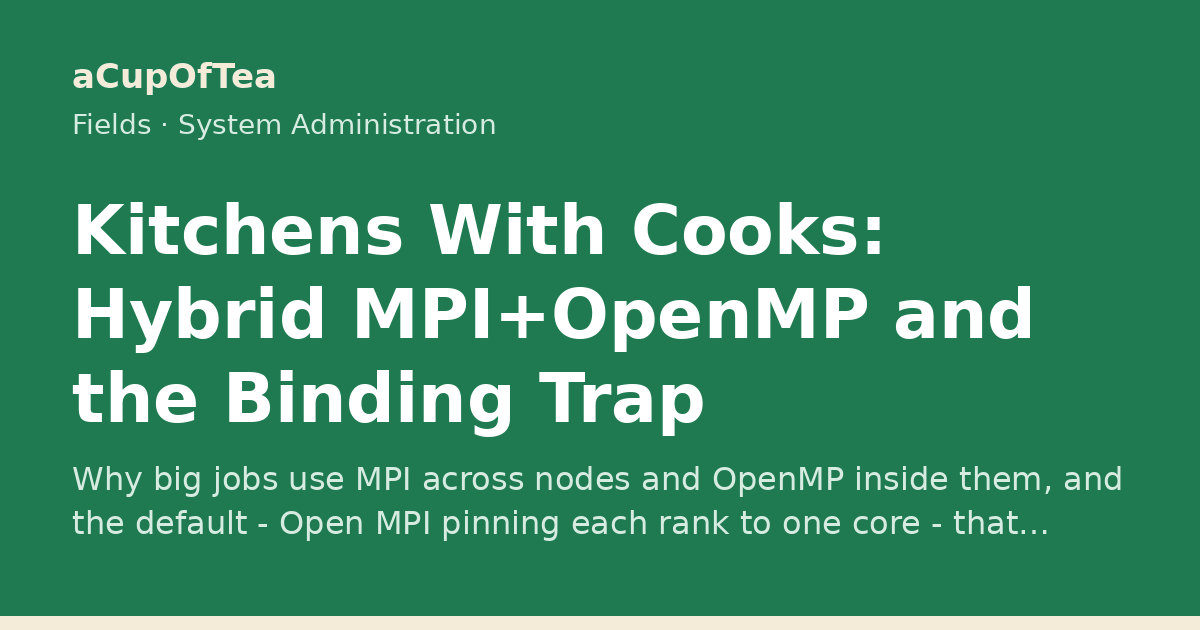 aCupOfTea
Fields · System Administration
Kitchens With Cooks:
Hybrid MPI+OpenMP and
the Binding Trap
Why big jobs use MPI across nodes and OpenMP inside them, and
the default - Open MPI pinning each rank to one core - that...